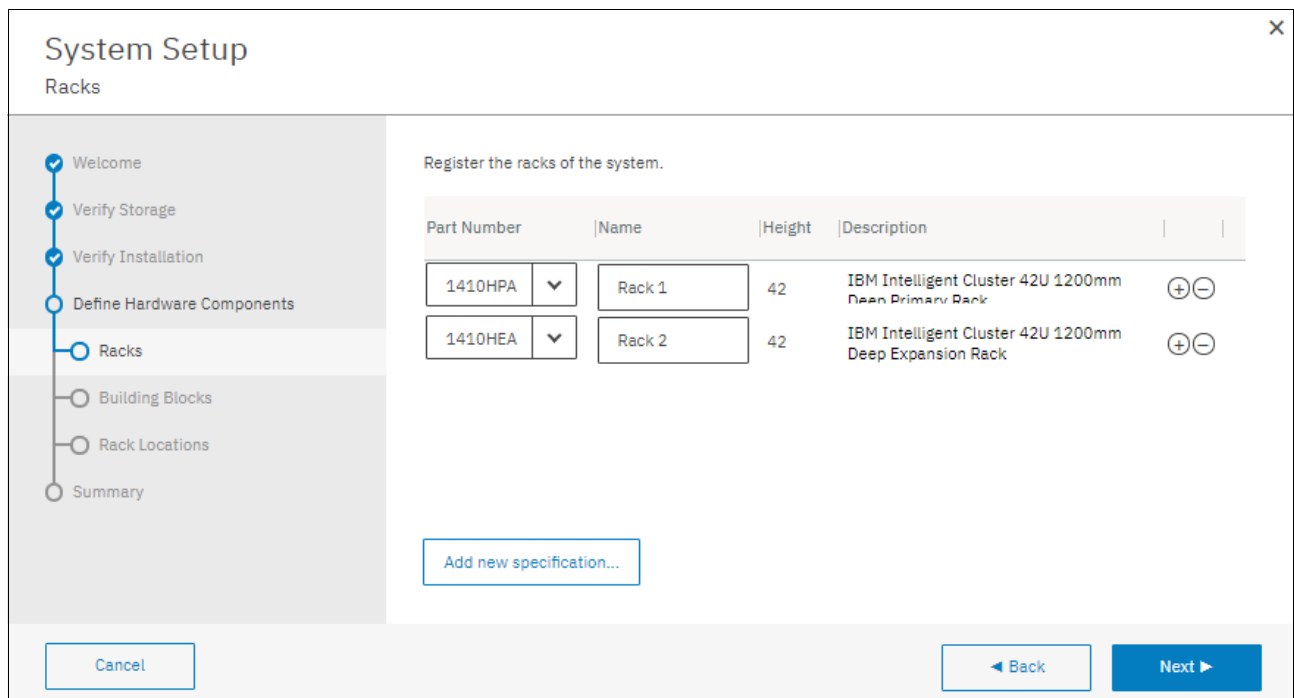 System Setup
Racks
Welcome
Verify Storage
Verify Installation
Define Hardware Components
Racks
Building Blocks
Rack Locations
Summary
Register the racks of the system.
Part Number Name Height Description
1410HPA Rack 1 42 IBM Intelligent Cluster 42U 1200mm
Deep Primary Rack
1410HEA Rack 2 42 IBM Intelligent Cluster 42U 1200mm
Deep Expansion Rack
Add new specification...
Cancel
Back
Next